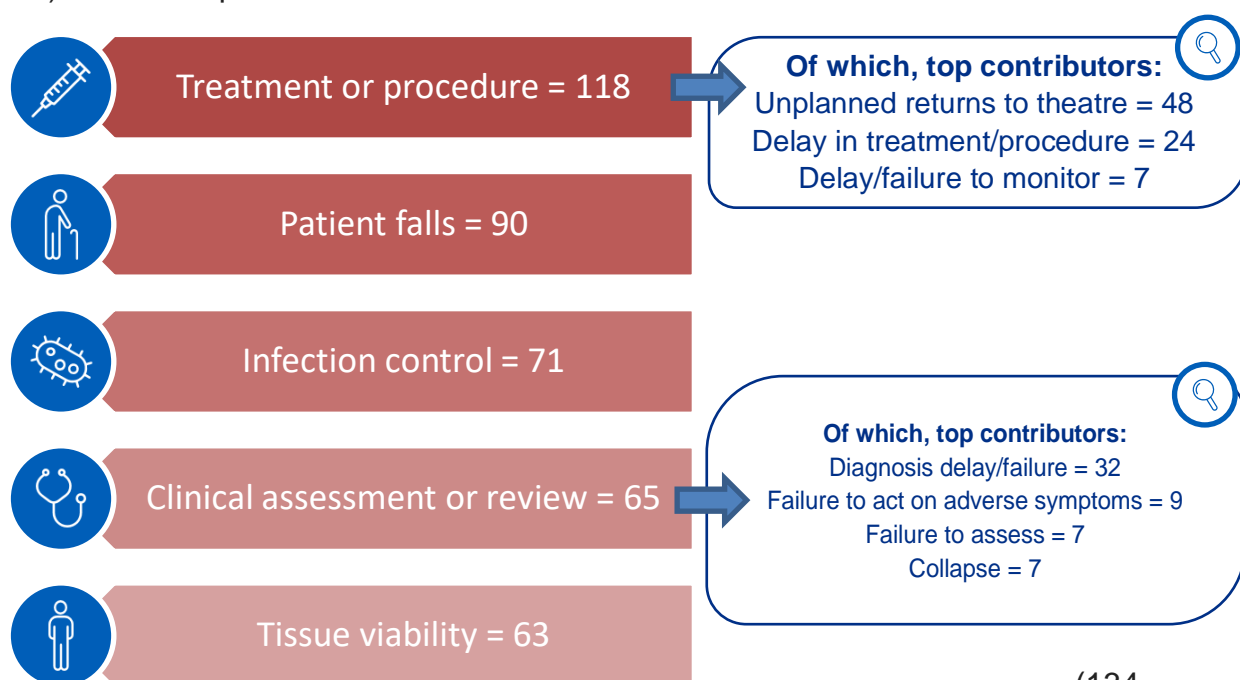 Treatment or procedure = 118
Of which, top contributors:
Unplanned returns to theatre = 48
Delay in treatment/procedure = 24
Delay/failure to monitor = 7
Patient falls = 90
Infection control = 71
Clinical assessment or review = 65
Of which, top contributors:
Diagnosis delay/failure = 32
Failure to act on adverse symptoms = 9
Failure to assess = 7
Collapse = 7
Tissue viability = 63